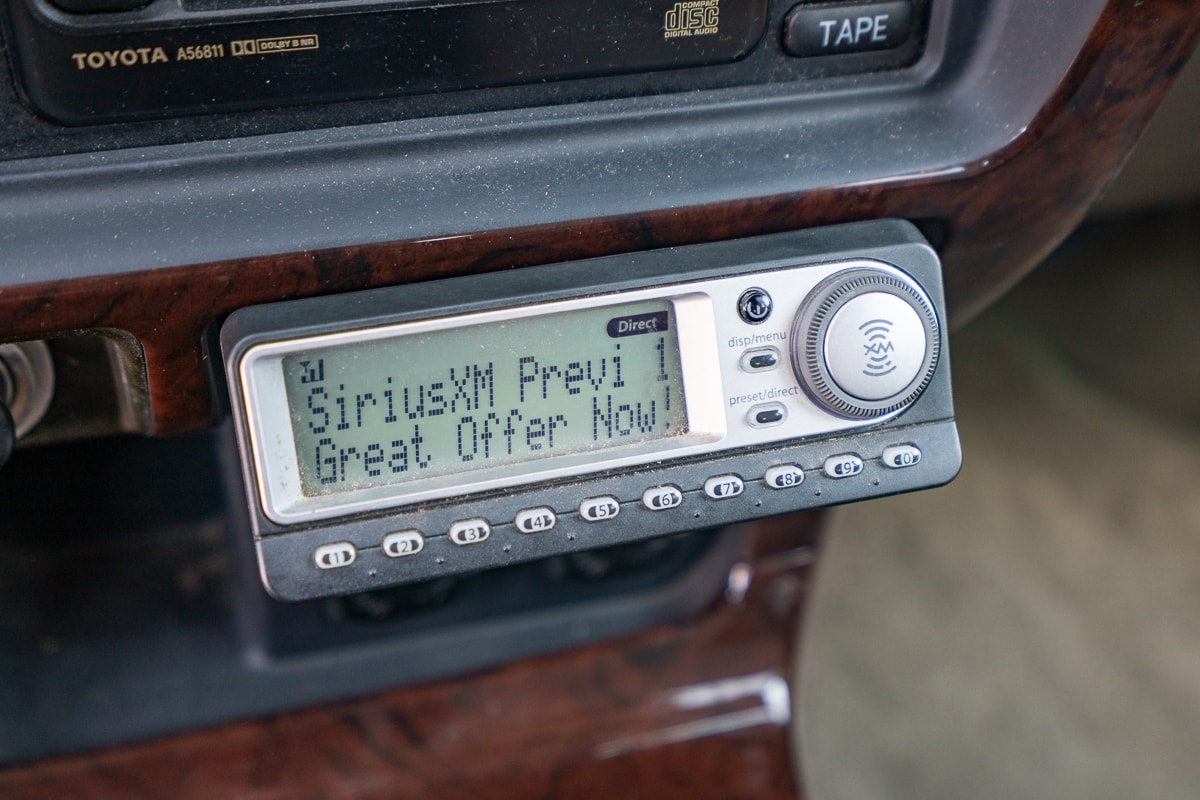 TOYOTA A56811 DOLBY B NR
COMPACT
disc
DIGITAL AUDIO
TAPE
Direct
SiriusXM Previ 1
Great Offer Now
disp/menu
preset/direct
XM
1 2 3 4 5 6 7 8 9 0